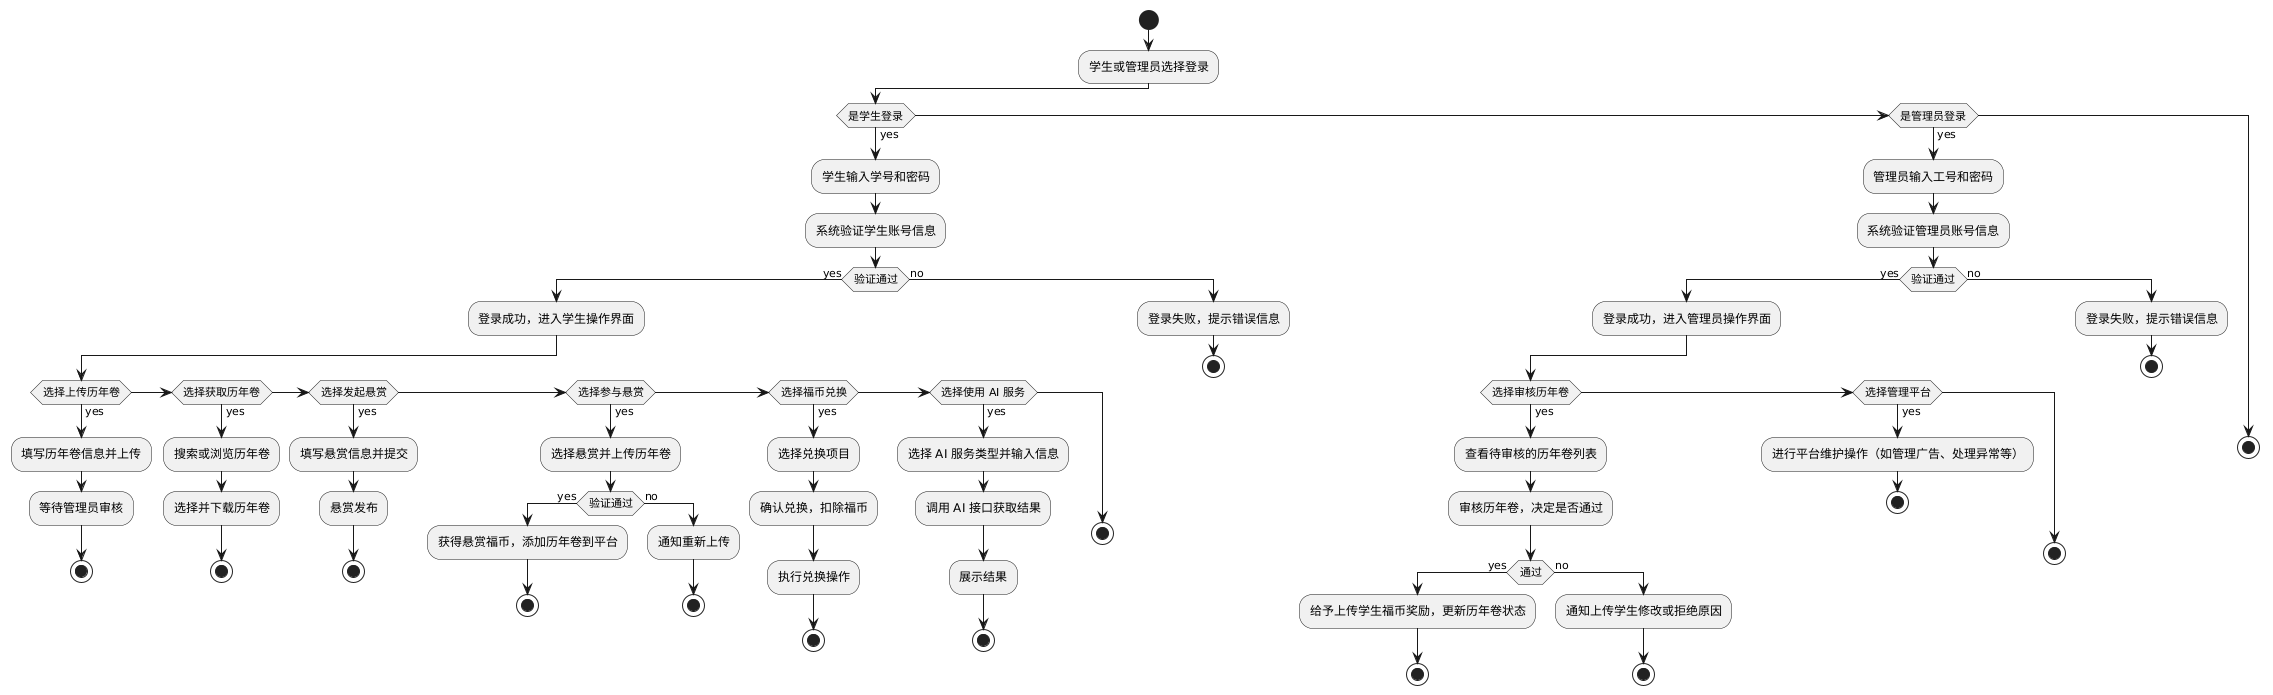 学生或管理员选择登录
是学生登录
是管理员登录
yes
yes
学生输入学号和密码
管理员输入工号和密码
系统验证学生账号信息
系统验证管理员账号信息
yes
验证通过
no
yes
验证通过
no
登录成功，进入学生操作界面
登录失败，提示错误信息
登录成功，进入管理员操作界面
登录失败，提示错误信息
选择上传历年卷
选择获取历年卷
选择发起悬赏
选择参与悬赏
选择福币兑换
选择使用 AI 服务
选择审核历年卷
选择管理平台
yes
yes
yes
yes
yes
yes
yes
yes
填写历年卷信息并上传
搜索或浏览历年卷
填写悬赏信息并提交
选择悬赏并上传历年卷
选择兑换项目
选择 AI 服务类型并输入信息
查看待审核的历年卷列表
进行平台维护操作（如管理广告、处理异常等）
等待管理员审核
选择并下载历年卷
悬赏发布
yes
验证通过
no
确认兑换，扣除福币
调用 AI 接口获取结果
审核历年卷，决定是否通过
获得悬赏福币，添加历年卷到平台
通知重新上传
执行兑换操作
展示结果
yes
通过
no
给予上传学生福币奖励，更新历年卷状态
通知上传学生修改或拒绝原因